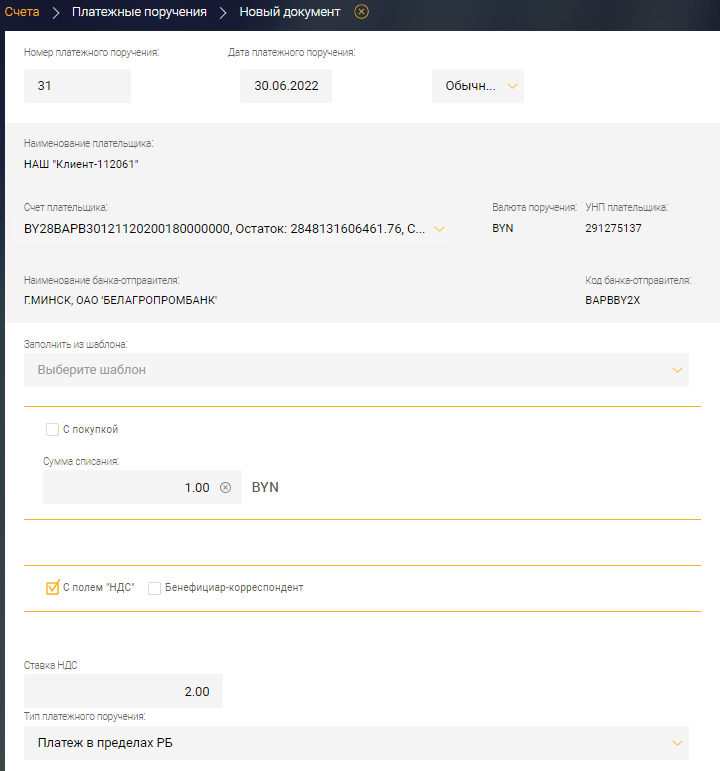 Счета Платежные поручения Новый документ
Номер платежного поручения: Дата платежного поручения:
31 30.06.2022 Обычн...
Наименование плательщика:
НАШ "Клиент-112061"
Счет плательщика: Валюта поручения: УНП плательщика:
BY28BAPB30121120200180000000, Остаток: 2848131606461.76, С... BYN 291275137
Наименование банка-отправителя: Код банка-отправителя:
Г.МИНСК, ОАО 'БЕЛАГРОПРОМБАНК' BAPBBY2X
Заполнить из шаблона:
Выберите шаблон
С покупкой
Сумма списания:
1.00 BYN
С полем "НДС" Бенефициар-корреспондент
Ставка НДС
2.00
Тип платежного поручения:
Платеж в пределах РБ